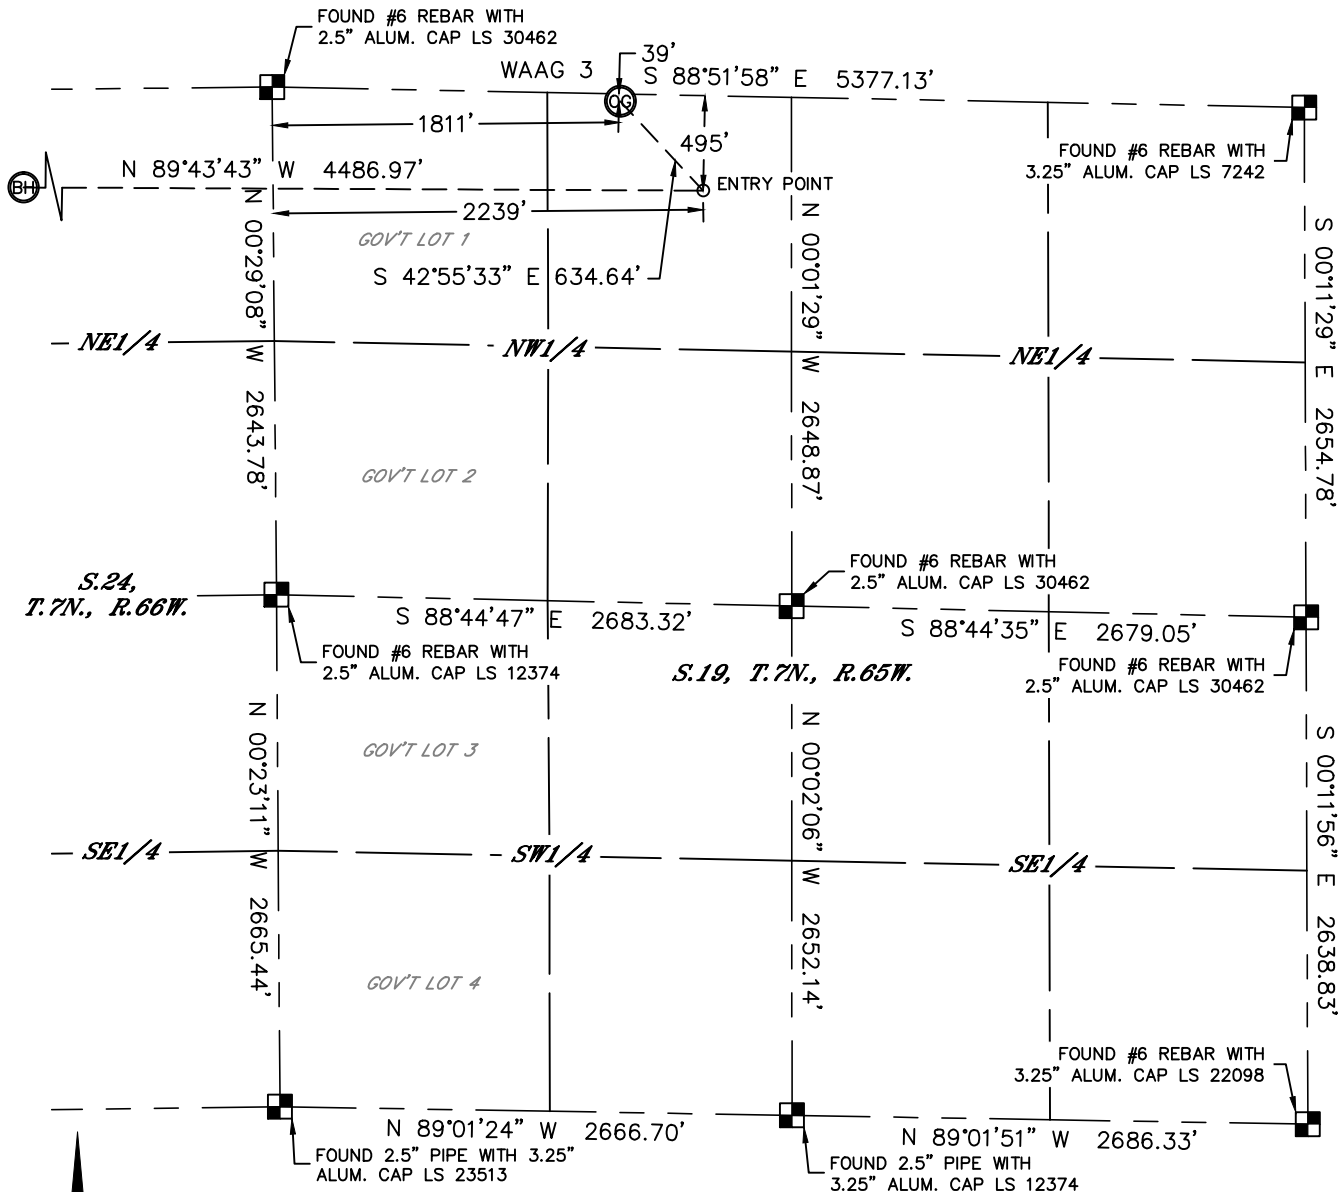 FOUND #6 REBAR WITH
2.5" ALUM. CAP LS 30462
39'
WAAG 3
S 88°51'58" E 5377.13'
OG
1811'
495'
FOUND #6 REBAR WITH
3.25" ALUM. CAP LS 7242
N 89°43'43" W 4486.97'
BH
ENTRY POINT
2239'
GOV'T LOT 1
S 42°55'33" E 634.64'
N 00°29'08" W 2643.78'
N 00°01'29" W 2648.87'
S 00°11'29" E 2654.78'
NE1/4
NW1/4
NE1/4
GOV'T LOT 2
FOUND #6 REBAR WITH
2.5" ALUM. CAP LS 30462
S.24,
T.7N., R.66W.
S 88°44'47" E 2683.32'
S 88°44'35" E 2679.05'
FOUND #6 REBAR WITH
2.5" ALUM. CAP LS 12374
S.19, T.7N., R.65W.
FOUND #6 REBAR WITH
2.5" ALUM. CAP LS 30462
N 00°23'11" W 2665.44'
GOV'T LOT 3
N 00°02'06" W 2652.14'
S 00°11'56" E 2638.83'
SE1/4
SW1/4
SE1/4
GOV'T LOT 4
FOUND #6 REBAR WITH
3.25" ALUM. CAP LS 22098
N 89°01'24" W 2666.70'
N 89°01'51" W 2686.33'
FOUND 2.5" PIPE WITH 3.25"
ALUM. CAP LS 23513
FOUND 2.5" PIPE WITH
3.25" ALUM. CAP LS 12374